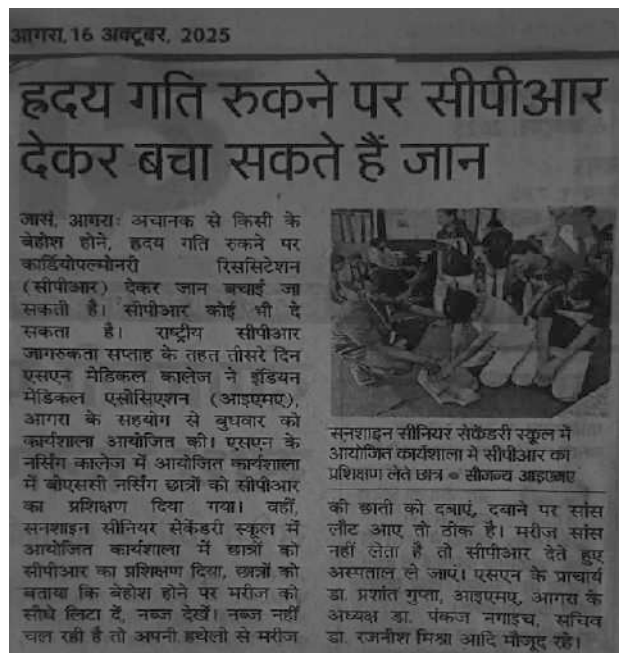 आगरा, 16 अक्टूबर, 2025
ह्रदय गति रुकने पर सीपीआर
देकर बचा सकते हैं जान
जासं, आगराः अचानक से किसी के
बेहोश होने, ह्रदय गति रुकने पर
कार्डियोपल्मोनरी रिससिटेशन
(सीपीआर) देकर जान बचाई जा
सकती है। सीपीआर कोई भी दे
सकता है। राष्ट्रीय सीपीआर
जागरुकता सप्ताह के तहत तीसरे दिन
एसएन मेडिकल कालेज ने इंडियन
मेडिकल एसोसिएशन (आइएमए),
आगरा के सहयोग से बुधवार को
कार्यशाला आयोजित की। एसएन के
नर्सिंग कालेज में आयोजित कार्यशाला
में बीएससी नर्सिंग छात्रों को सीपीआर
का प्रशिक्षण दिया गया। वहीं,
सनशाइन सीनियर सेकेंडरी स्कूल में
आयोजित कार्यशाला में छात्रों को
सीपीआर का प्रशिक्षण दिया, छात्रों को
बताया कि बेहोश होने पर मरीज को
सीधे लिटा दें, नब्ज देखें। नब्ज नहीं
चल रही है तो अपनी हथेली से मरीज
सनशाइन सीनियर सेकेंडरी स्कूल में
आयोजित कार्यशाला में सीपीआर का
प्रशिक्षण लेते छात्र ● सौजन्य आइएमए
की छाती को दबाएं, दवाने पर सांस
लौट आए तो ठीक है। मरीज सांस
नहीं लेता है तो सीपीआर देते हुए
अस्पताल ले जाएं। एसएन के प्राचार्य
डा. प्रशांत गुप्ता, आइएमए, आगरा के
अध्यक्ष डा. पंकज नगाइच, सचिव
डा. रजनीश मिश्रा आदि मौजूद रहे।